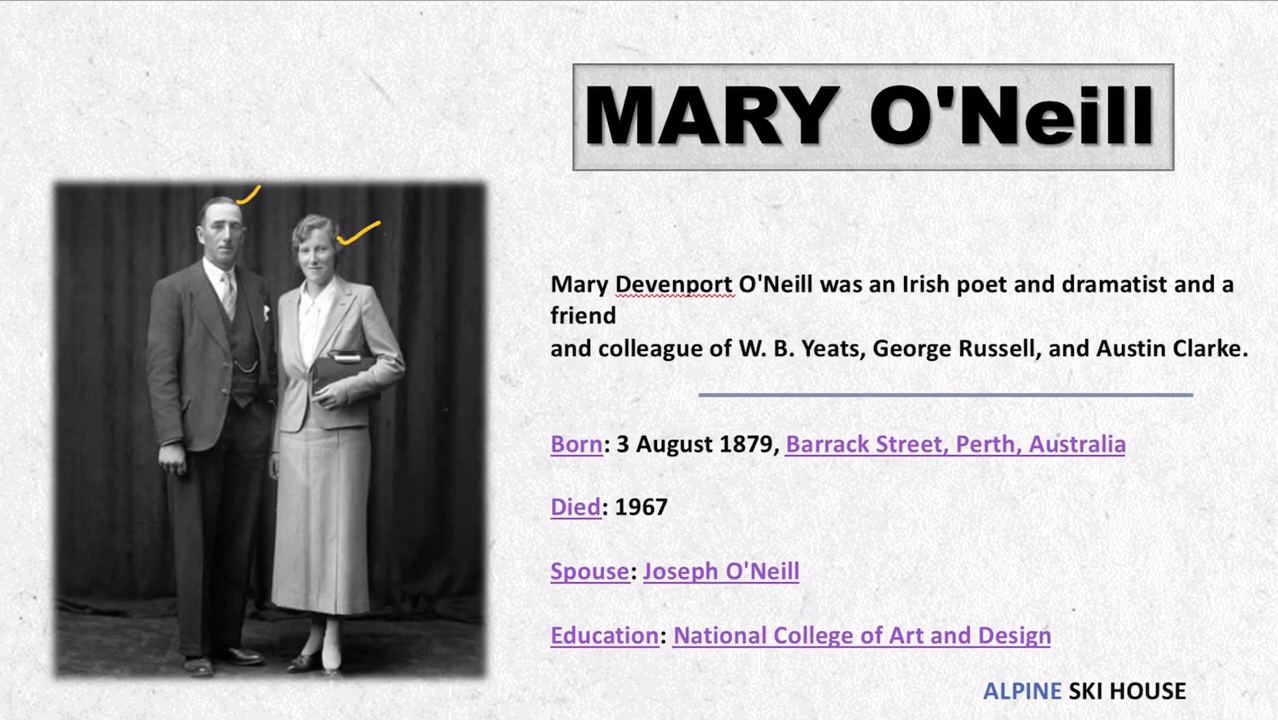 MARY O'Neill
Mary Devenport O'Neill was an Irish poet and dramatist and a
friend
and colleague of W. B. Yeats, George Russell, and Austin Clarke.
Born: 3 August 1879, Barrack Street, Perth, Australia
Died: 1967
Spouse: Joseph O'Neill
Education: National College of Art and Design
ALPINE SKI HOUSE